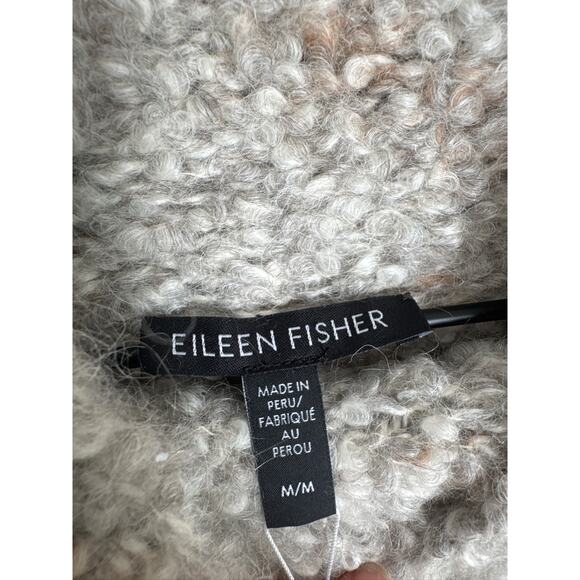 EILEEN FISHER
MADE IN
PERU/
FABRIQUÉ
AU
PEROU
M/M